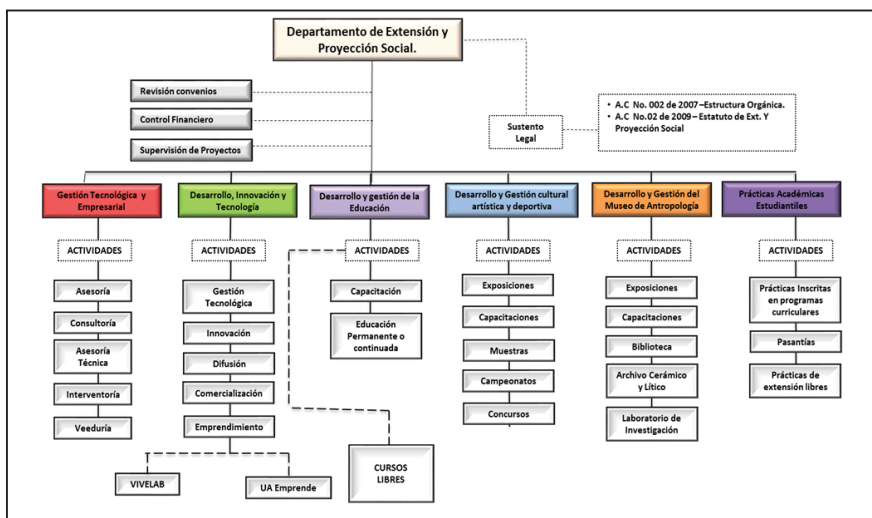 Departamento de Extensión y
Proyección Social.
Revisión convenios
Control Financiero
Supervisión de Proyectos
Sustento
Legal
• A.C No. 002 de 2007 –Estructura Orgánica.
• A.C No.02 de 2009 – Estatuto de Ext. Y
Proyección Social
Gestión Tecnológica y
Empresarial
ACTIVIDADES
Asesoría
Consultoría
Asesoría
Técnica
Interventoría
Veeduría
Desarrollo, Innovación y
Tecnología
ACTIVIDADES
Gestión
Tecnológica
Innovación
Difusión
Comercialización
Emprendimiento
VIVELAB
UA Emprende
Desarrollo y gestión de la
Educación
ACTIVIDADES
Capacitación
Educación
Permanente o
continuada
CURSOS
LIBRES
Desarrollo y Gestión cultural
artística y deportiva
ACTIVIDADES
Exposiciones
Capacitaciones
Muestras
Campeonatos
Concursos
Desarrollo y Gestión del
Museo de Antropología
ACTIVIDADES
Exposiciones
Capacitaciones
Biblioteca
Archivo Cerámico
y Lítico
Laboratorio de
Investigación
Prácticas Académicas
Estudiantiles
ACTIVIDADES
Prácticas Inscritas
en programas
curriculares
Pasantías
Prácticas de
extensión libres